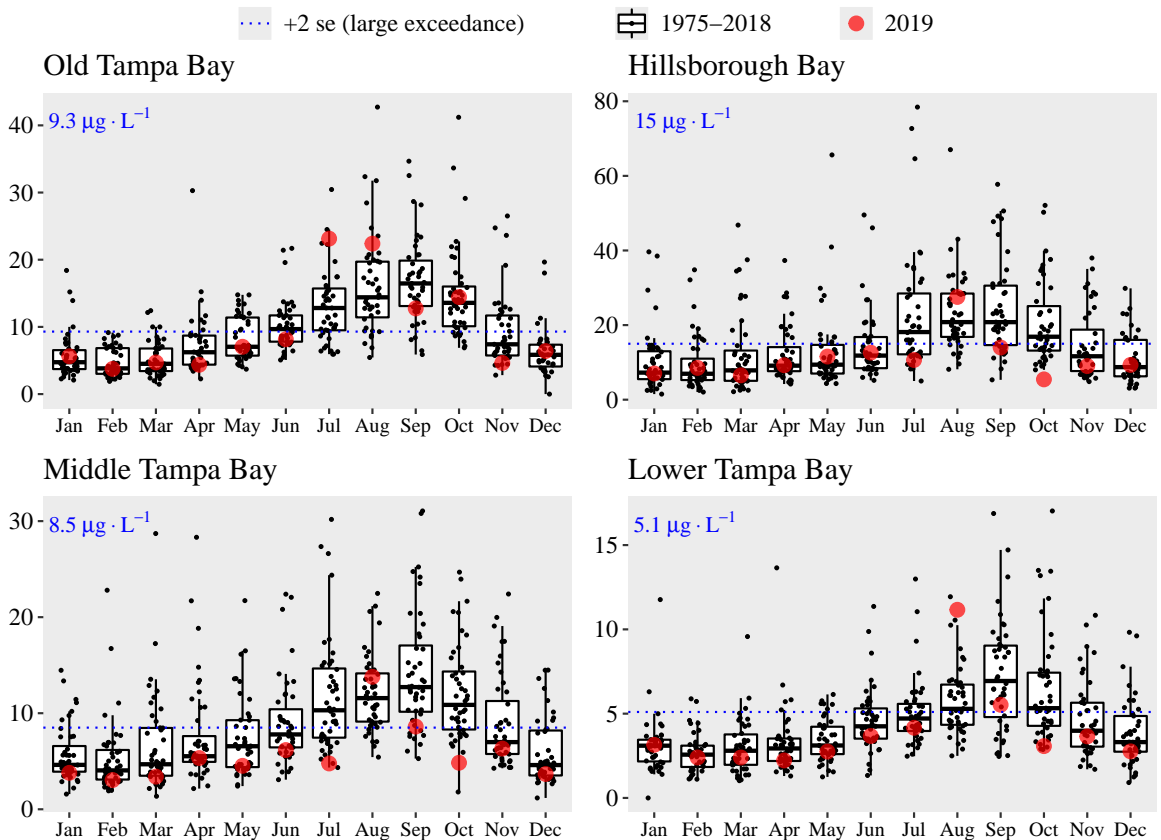 +2 se (large exceedance) 1975–2018 2019
Old Tampa Bay
9.3 μg · L⁻¹
40
30
20
10
0
Jan Feb Mar Apr May Jun Jul Aug Sep Oct Nov Dec
Hillsborough Bay
15 μg · L⁻¹
80
60
40
20
0
Jan Feb Mar Apr May Jun Jul Aug Sep Oct Nov Dec
Middle Tampa Bay
8.5 μg · L⁻¹
30
20
10
0
Jan Feb Mar Apr May Jun Jul Aug Sep Oct Nov Dec
Lower Tampa Bay
5.1 μg · L⁻¹
15
10
5
0
Jan Feb Mar Apr May Jun Jul Aug Sep Oct Nov Dec